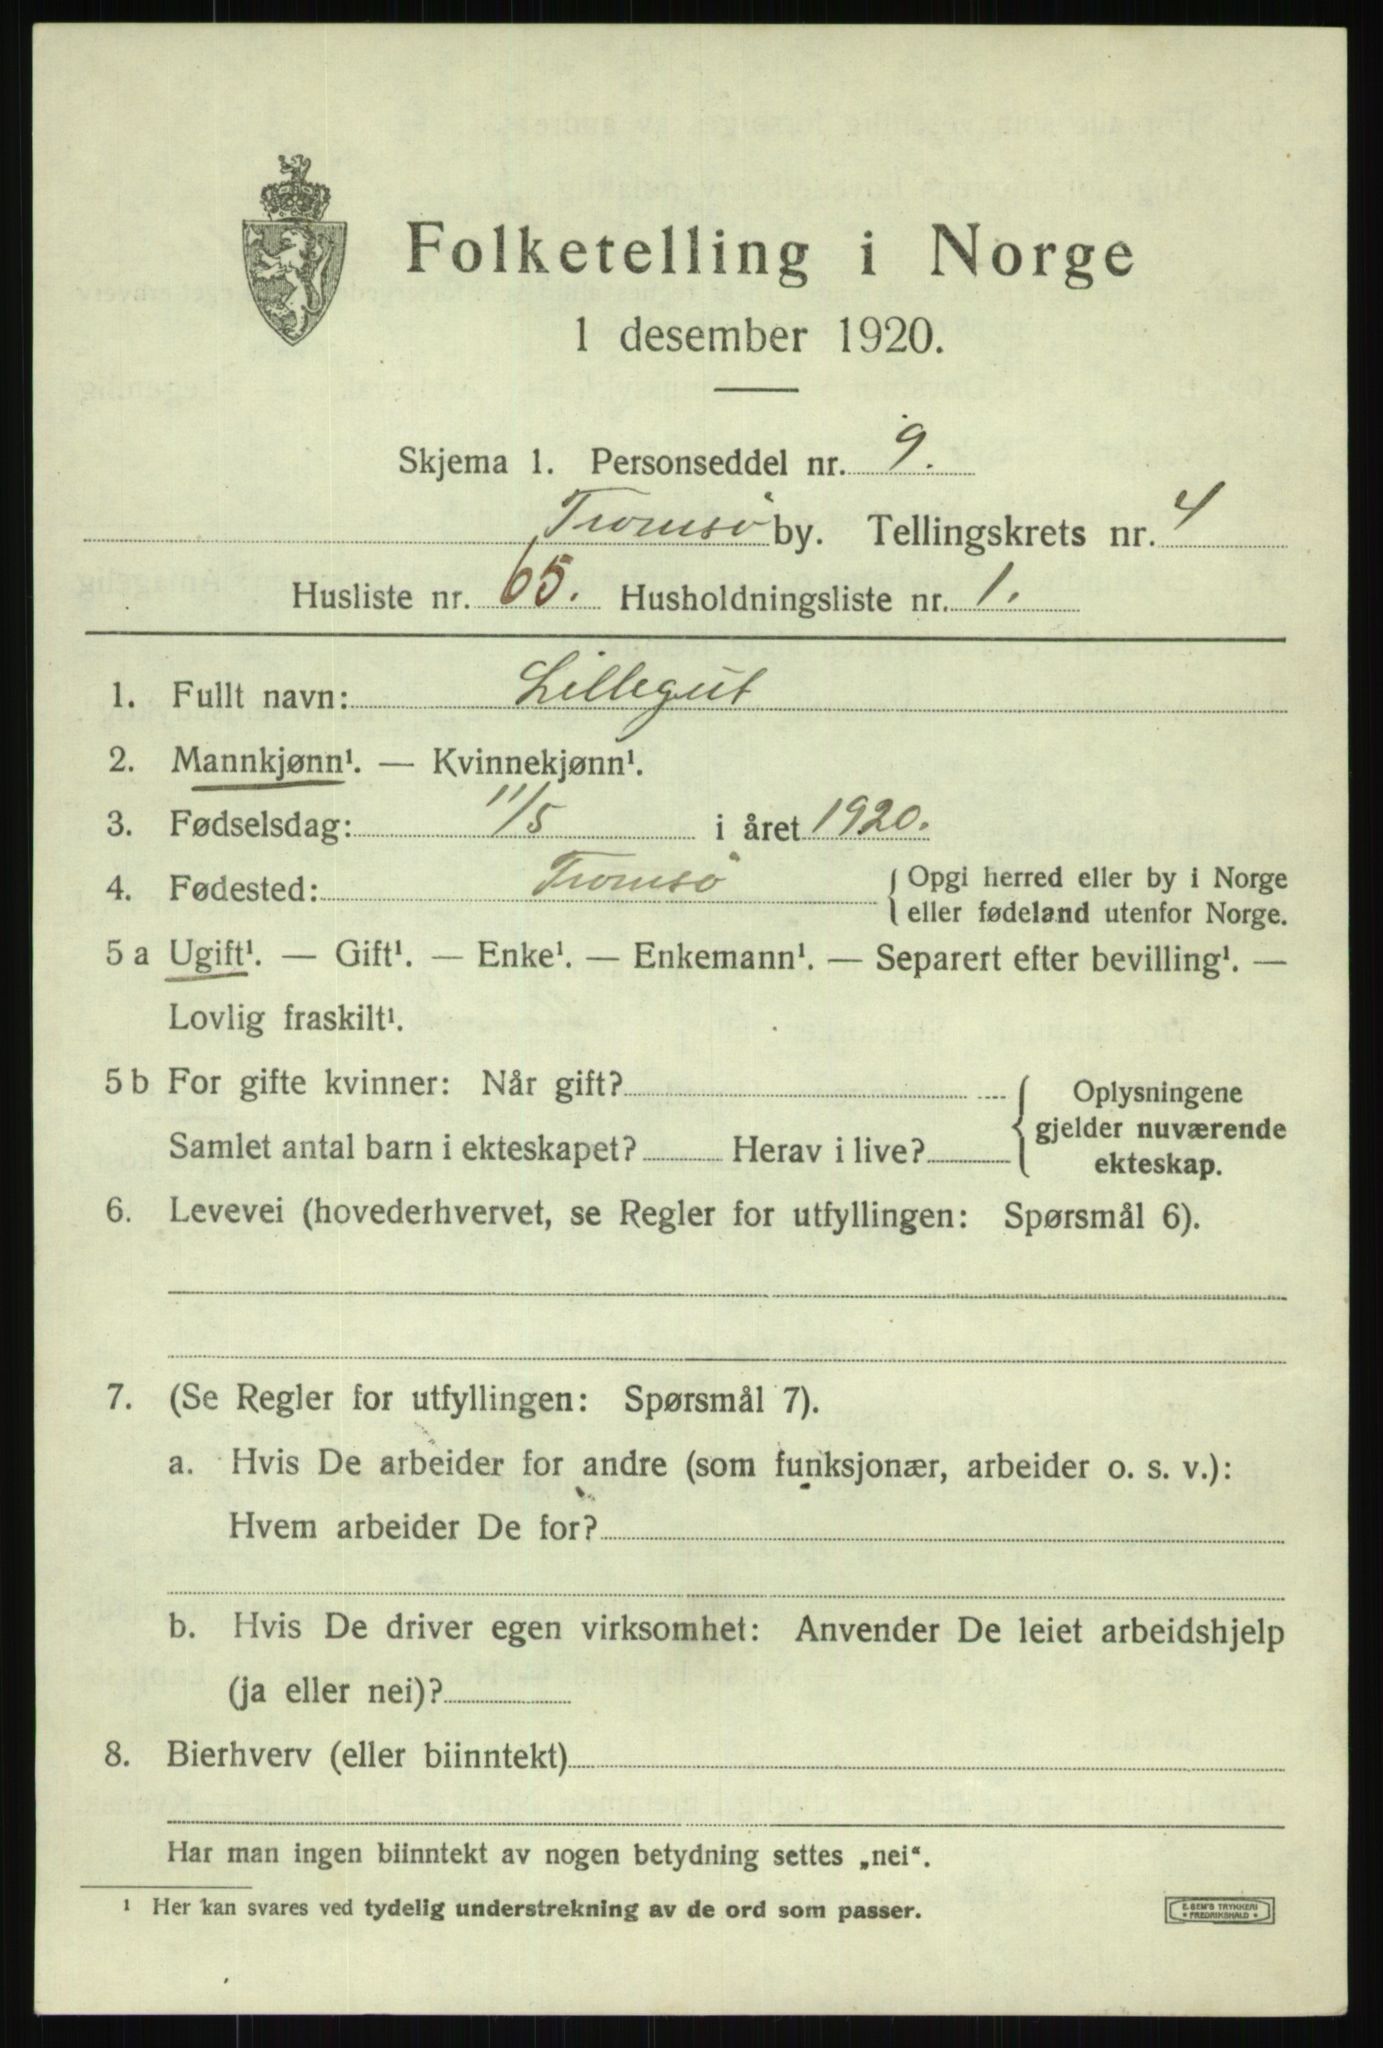 Folketelling i Norge
1 desember 1920.
Skjema 1. Personseddel nr. 9.
Tromsö by. Tellingskrets nr. 4
Husliste nr. 65. Husholdningsliste nr. 1.
1. Fullt navn: Lillegut
2. Mannkjønn¹. — Kvinnekjønn¹.
3. Fødselsdag: 11/5 i året 1920.
4. Fødested: Tromsö { Opgi herred eller by i Norge
eller fødeland utenfor Norge.
5 a Ugift¹. — Gift¹. — Enke¹. — Enkemann¹. — Separert efter bevilling¹. —
Lovlig fraskilt¹.
5 b For gifte kvinner: Når gift?
Samlet antal barn i ekteskapet? Herav i live?
{ Oplysningene
gjelder nuværende
ekteskap.
6. Levevei (hovederhvervet, se Regler for utfyllingen: Spørsmål 6).
7. (Se Regler for utfyllingen: Spørsmål 7).
a. Hvis De arbeider for andre (som funksjonær, arbeider o. s. v.):
Hvem arbeider De for?
b. Hvis De driver egen virksomhet: Anvender De leiet arbeidshjelp
(ja eller nei)?
8. Bierhverv (eller biinntekt)
Har man ingen biinntekt av nogen betydning settes „nei“.
¹ Her kan svares ved tydelig understrekning av de ord som passer.
E. SEM'S TRYKKERI
FREDRIKSHALD